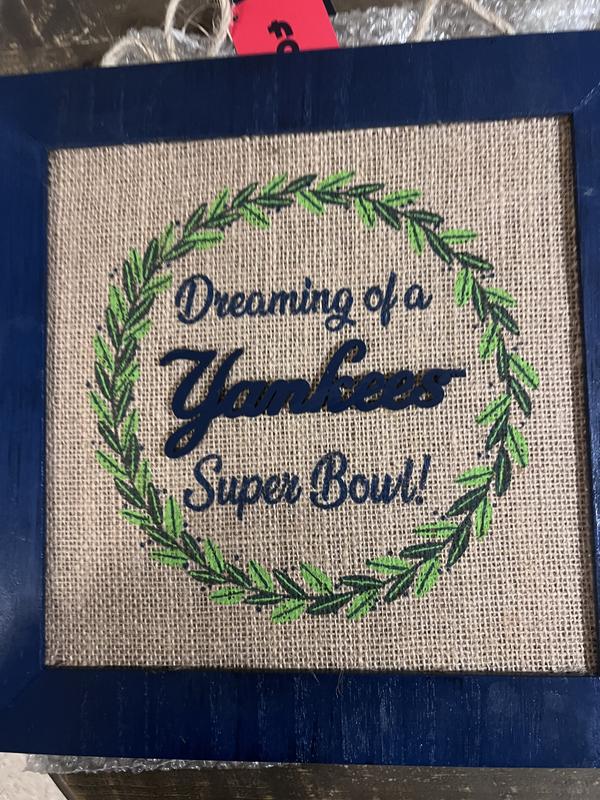 Dreaming of a
Yankees
Super Bowl!